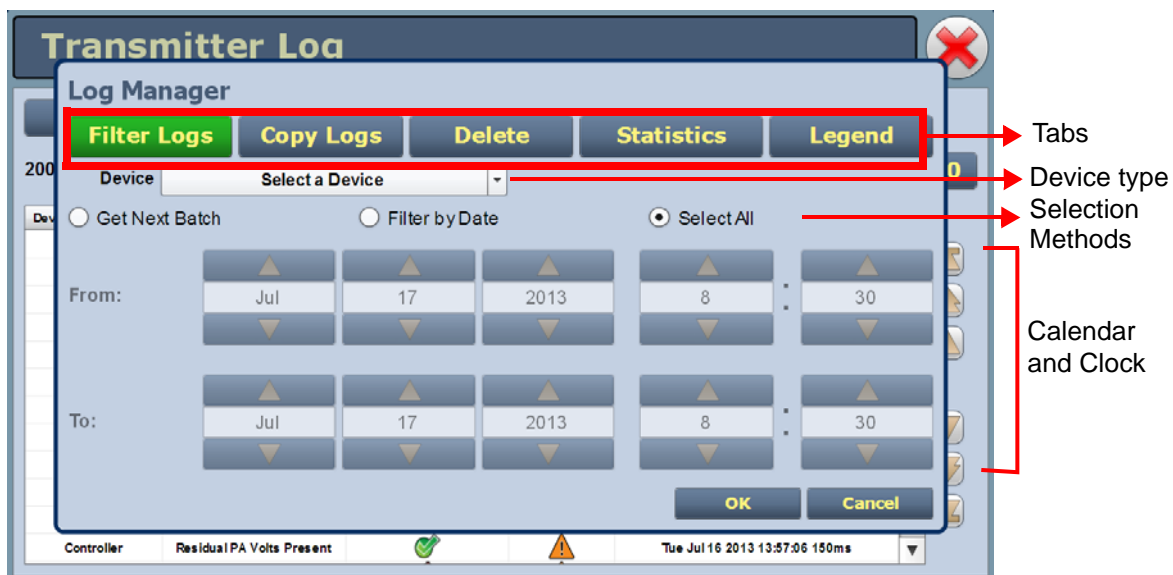 Transmitter Log
Log Manager
Filter Logs Copy Logs Delete Statistics Legend
Tabs
200
Device Select a Device
0
Device type
Dev
Get Next Batch Filter by Date Select All
Selection
Methods
From: Jul 17 2013 8 : 30
Calendar
and Clock
To: Jul 17 2013 8 : 30
OK Cancel
Controller Residual PA Volts Present Tue Jul 16 2013 13:57:06 150ms